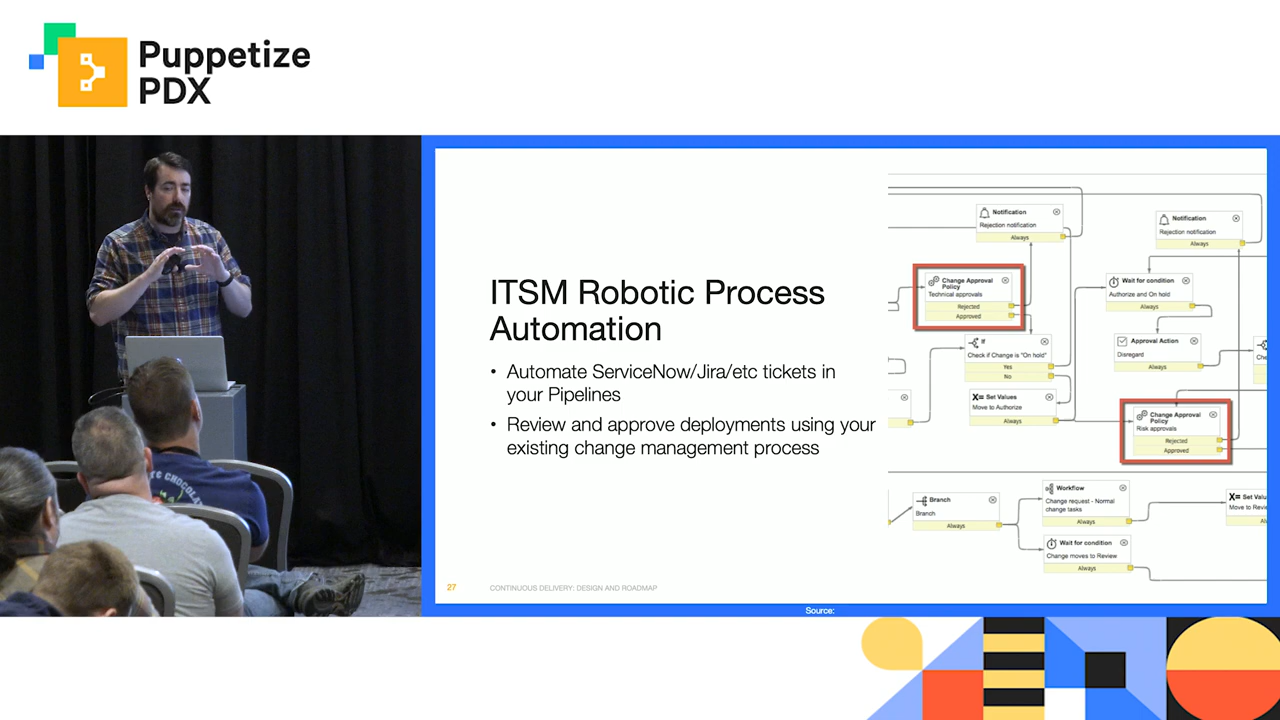 Puppetize
PDX
ITSM Robotic Process
Automation
• Automate ServiceNow/Jira/etc tickets in
your Pipelines
• Review and approve deployments using your
existing change management process
27
CONTINUOUS DELIVERY: DESIGN AND ROADMAP
Source:
Notification
Rejection notification
Always
Notification
Rejection notification
Always
Change Approval
Policy
Technical approvals
Rejected
Approved
Wait for condition
Authorize and On hold
Always
If
Check if Change is "On hold"
Yes
No
Approval Action
Disregard
Always
X= Set Values
Move to Authorize
Always
Change Approval
Policy
Risk approvals
Rejected
Approved
Branch
Branch
Always
Workflow
Change request - Normal
change tasks
Always
X= Set Valu
Move to Revie
Wait for condition
Change moves to Review
Always
CHOCOLA